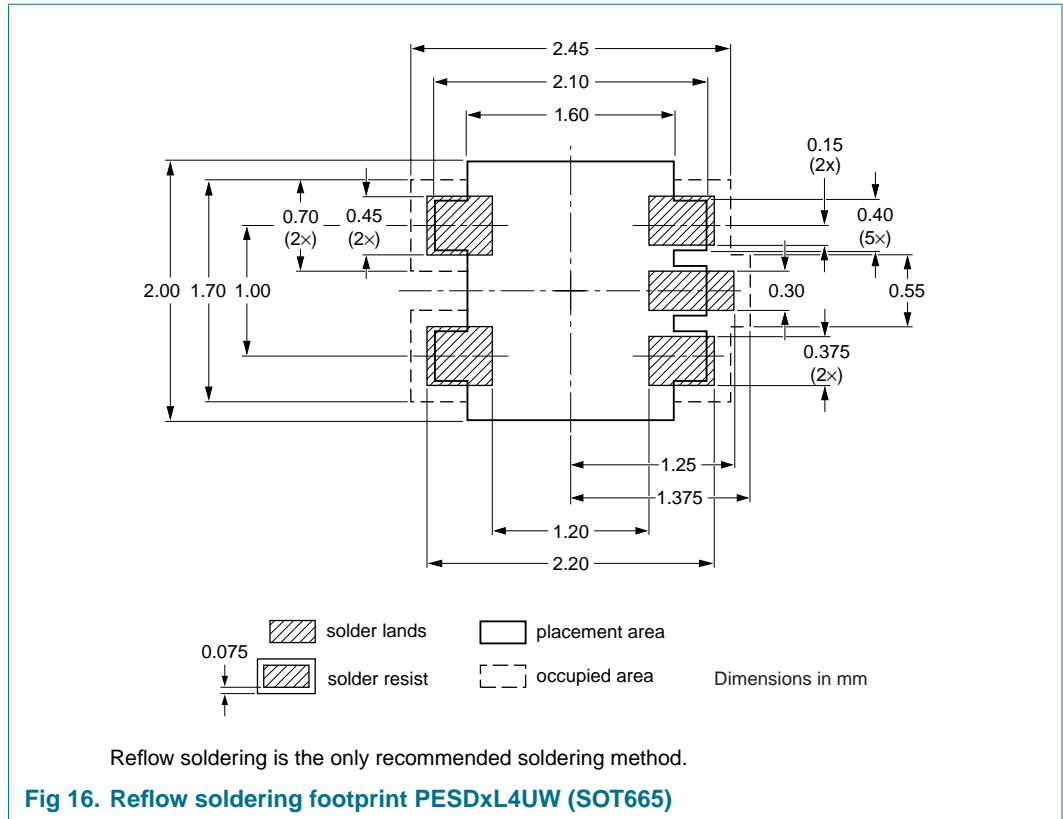 2.45
2.10
1.60
0.15
(2x)
0.70
(2×)
0.45
(2×)
0.40
(5×)
2.00
1.70
1.00
0.30
0.55
0.375
(2×)
1.25
1.375
1.20
2.20
solder lands
placement area
0.075
solder resist
occupied area
Dimensions in mm
Reflow soldering is the only recommended soldering method.
Fig 16. Reflow soldering footprint PESDxL4UW (SOT665)